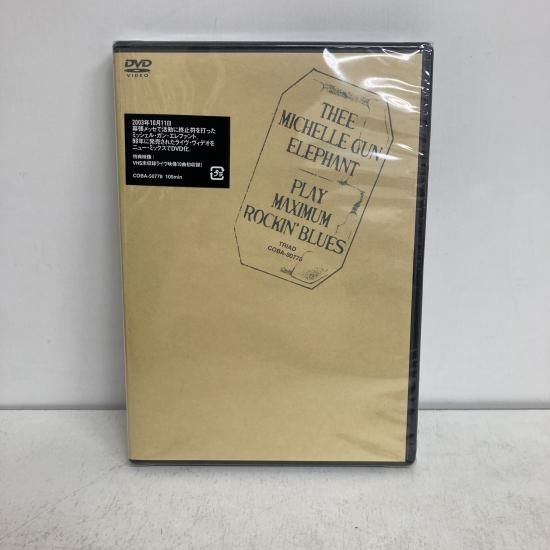 DVD
VIDEO
2003年10月11日
幕張メッセで活動に終止符を打った
ミッシェル・ガン・エレファント。
98年に発売されたライヴ・ヴィデオを
ニュー・ミックスでDVD化。
特典映像：
VHS未収録ライヴ映像10曲初収録！
COBA-50778 106min
THEE
MICHELLE GUN
ELEPHANT
PLAY
MAXIMUM
ROCKIN' BLUES
TRIAD
COBA-50778